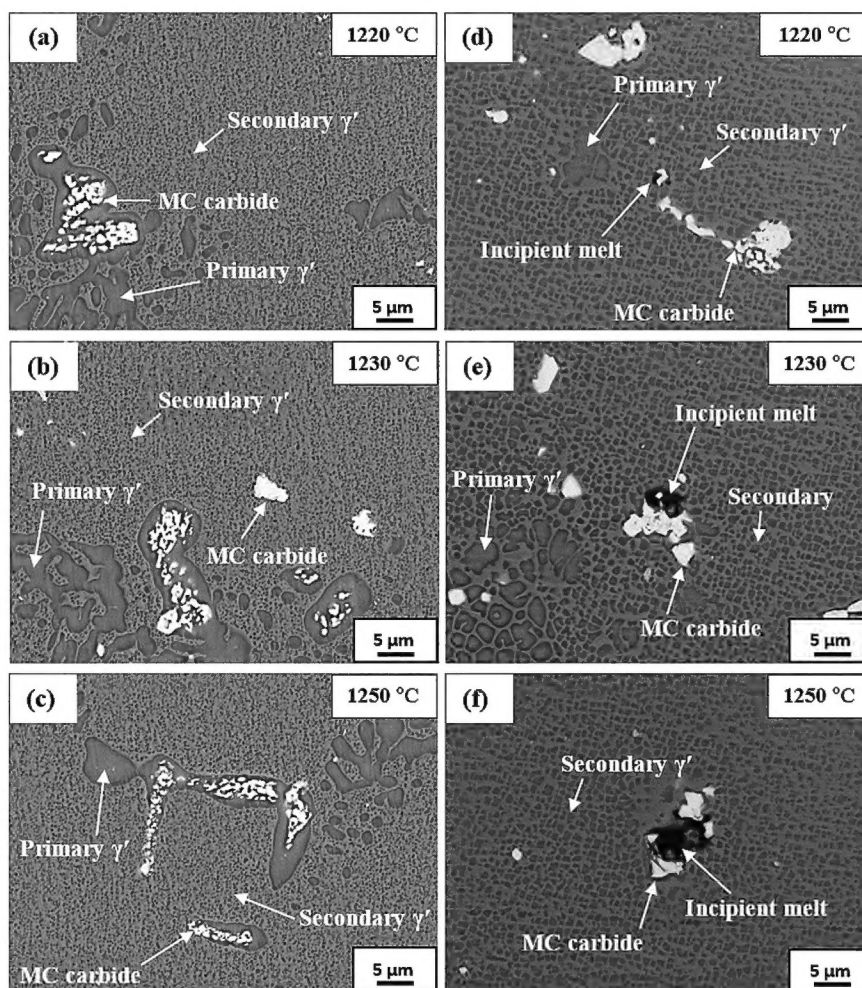 (a)
1220 °C
Secondary γ′
MC carbide
Primary γ′
5 μm
(d)
1220 °C
Primary γ′
Secondary γ′
Incipient melt
MC carbide
5 μm
(b)
1230 °C
Secondary γ′
Primary γ′
MC carbide
5 μm
(e)
1230 °C
Incipient melt
Primary γ′
Secondary
MC carbide
5 μm
(c)
1250 °C
Primary γ′
Secondary γ′
MC carbide
5 μm
(f)
1250 °C
Secondary γ′
Incipient melt
MC carbide
5 μm